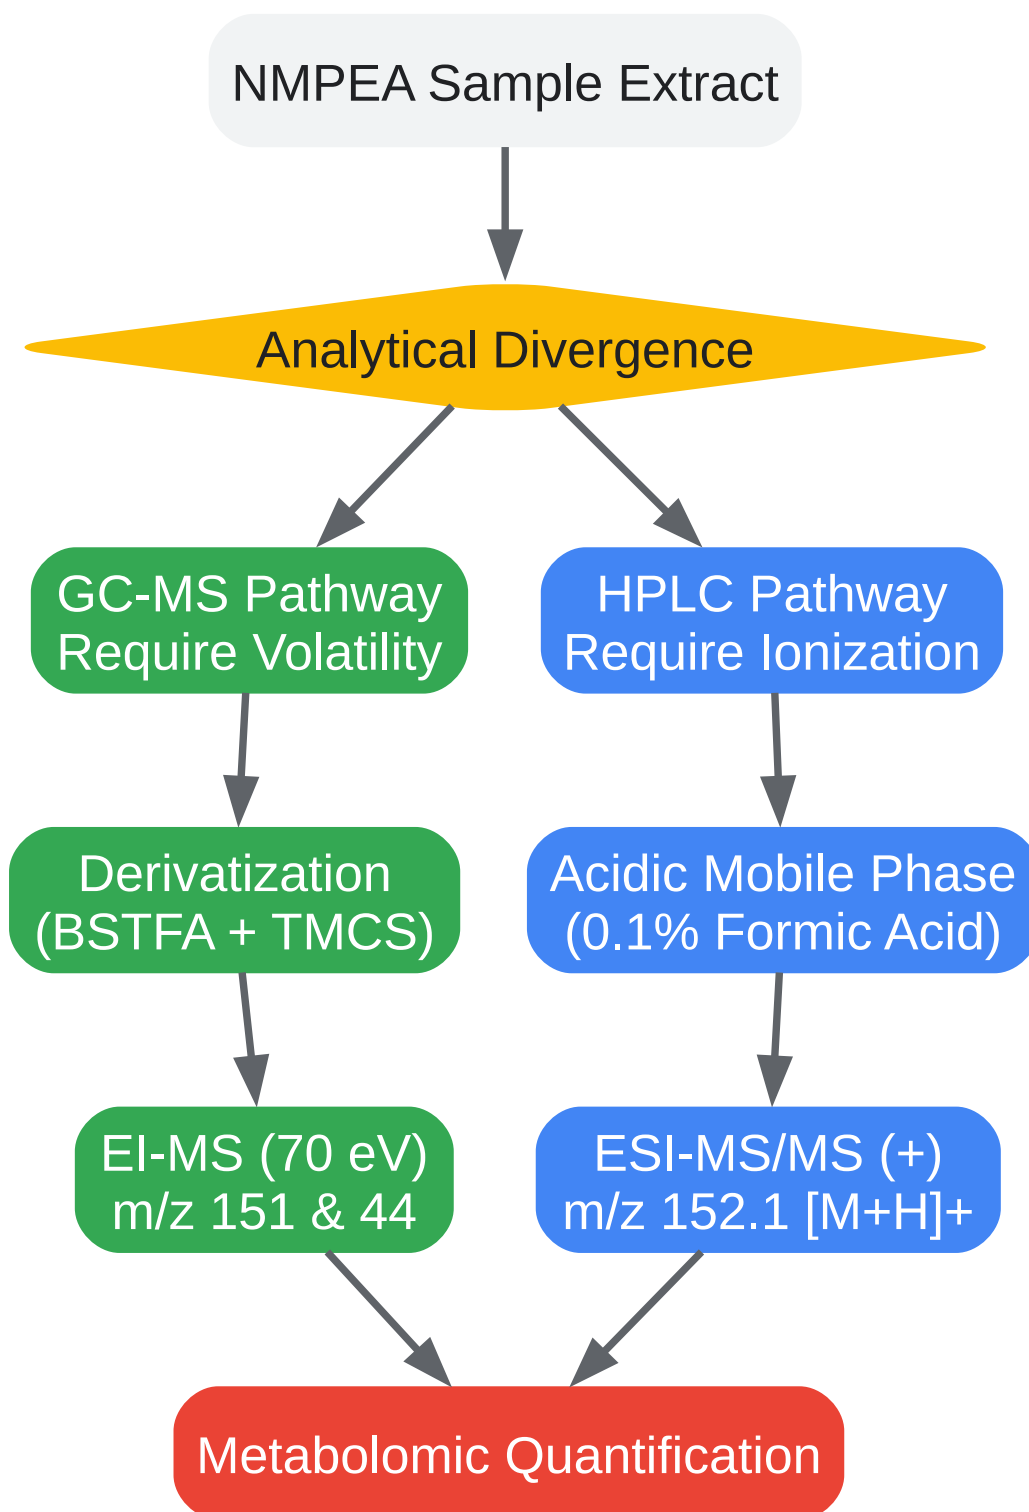 NMPEA Sample Extract
Analytical Divergence
GC-MS Pathway
Require Volatility
HPLC Pathway
Require Ionization
Derivatization
(BSTFA + TMCS)
Acidic Mobile Phase
(0.1% Formic Acid)
EI-MS (70 eV)
m/z 151 & 44
ESI-MS/MS (+)
m/z 152.1 [M+H]+
Metabolomic Quantification